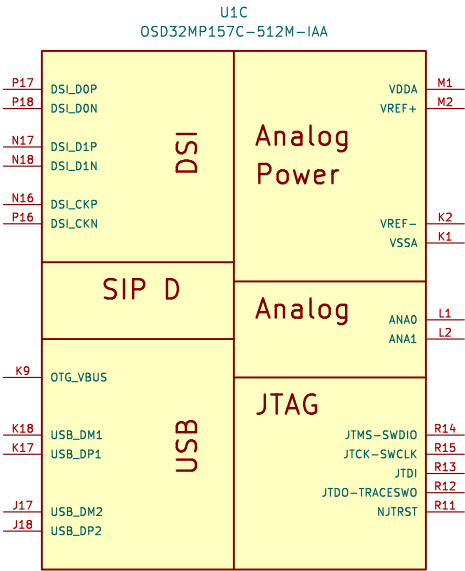 U1C
OSD32MP157C-512M-IAA
P17 DSI_D0P
P18 DSI_D0N
N17 DSI_D1P
N18 DSI_D1N
N16 DSI_CKP
P16 DSI_CKN
DSI
SIP D
K9 OTG_VBUS
K18 USB_DM1
K17 USB_DP1
J17 USB_DM2
J18 USB_DP2
USB
Analog
Power
VDDA M1
VREF+ M2
VREF- K2
VSSA K1
Analog
ANA0 L1
ANA1 L2
JTAG
JTMS-SWDIO R14
JTCK-SWCLK R15
JTDI R13
JTDO-TRACESWO R12
NJTRST R11